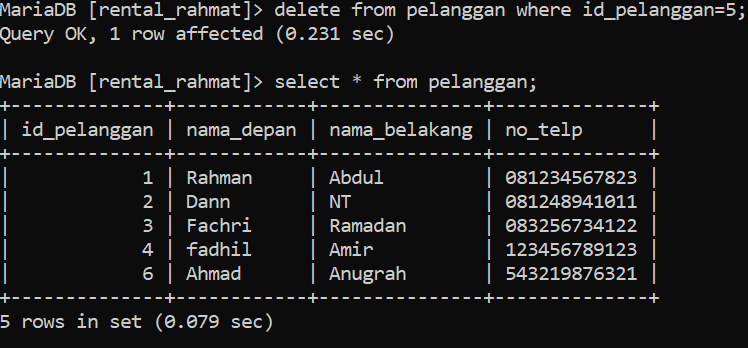 MariaDB [rental_rahmat]> delete from pelanggan where id_pelanggan=5;
Query OK, 1 row affected (0.231 sec)
MariaDB [rental_rahmat]> select * from pelanggan;
+--------------+------------+---------------+--------------+
| id_pelanggan | nama_depan | nama_belakang | no_telp      |
+--------------+------------+---------------+--------------+
|            1 | Rahman     | Abdul         | 081234567823 |
|            2 | Dann       | NT            | 081248941011 |
|            3 | Fachri     | Ramadan       | 083256734122 |
|            4 | fadhil     | Amir          | 123456789123 |
|            6 | Ahmad      | Anugrah       | 543219876321 |
+--------------+------------+---------------+--------------+
5 rows in set (0.079 sec)